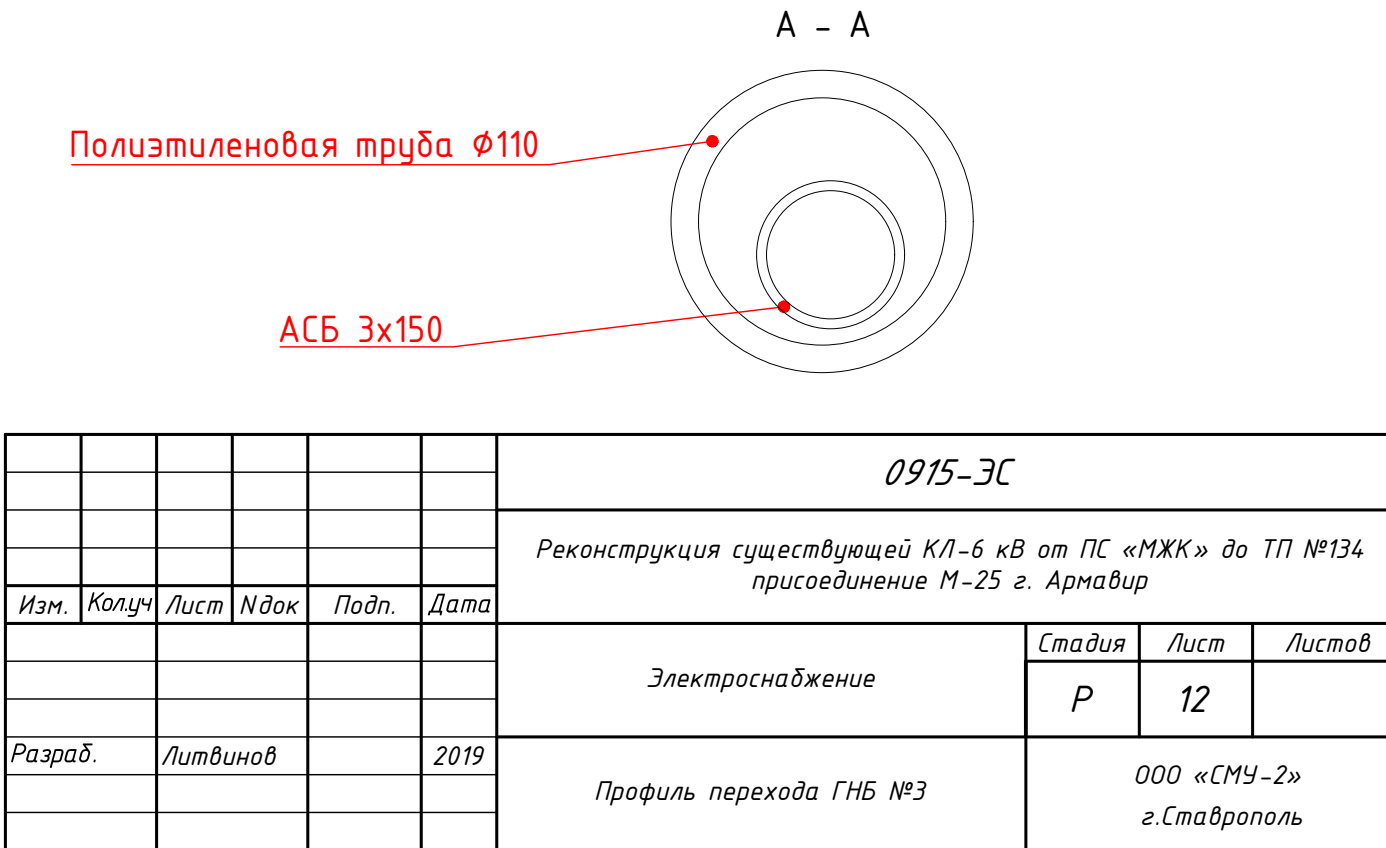 А - А
Полиэтиленовая труба Ф110
АСБ 3х150
0915-ЭС
Реконструкция существующей КЛ-6 кВ от ПС «МЖК» до ТП №134
присоединение М-25 г. Армавир
Изм. Кол.уч Лист Nдок Подп. Дата
Электроснабжение
Стадия Лист Листов
Р 12
Разраб. Литвинов 2019
Профиль перехода ГНБ №3
ООО «СМУ-2»
г.Ставрополь